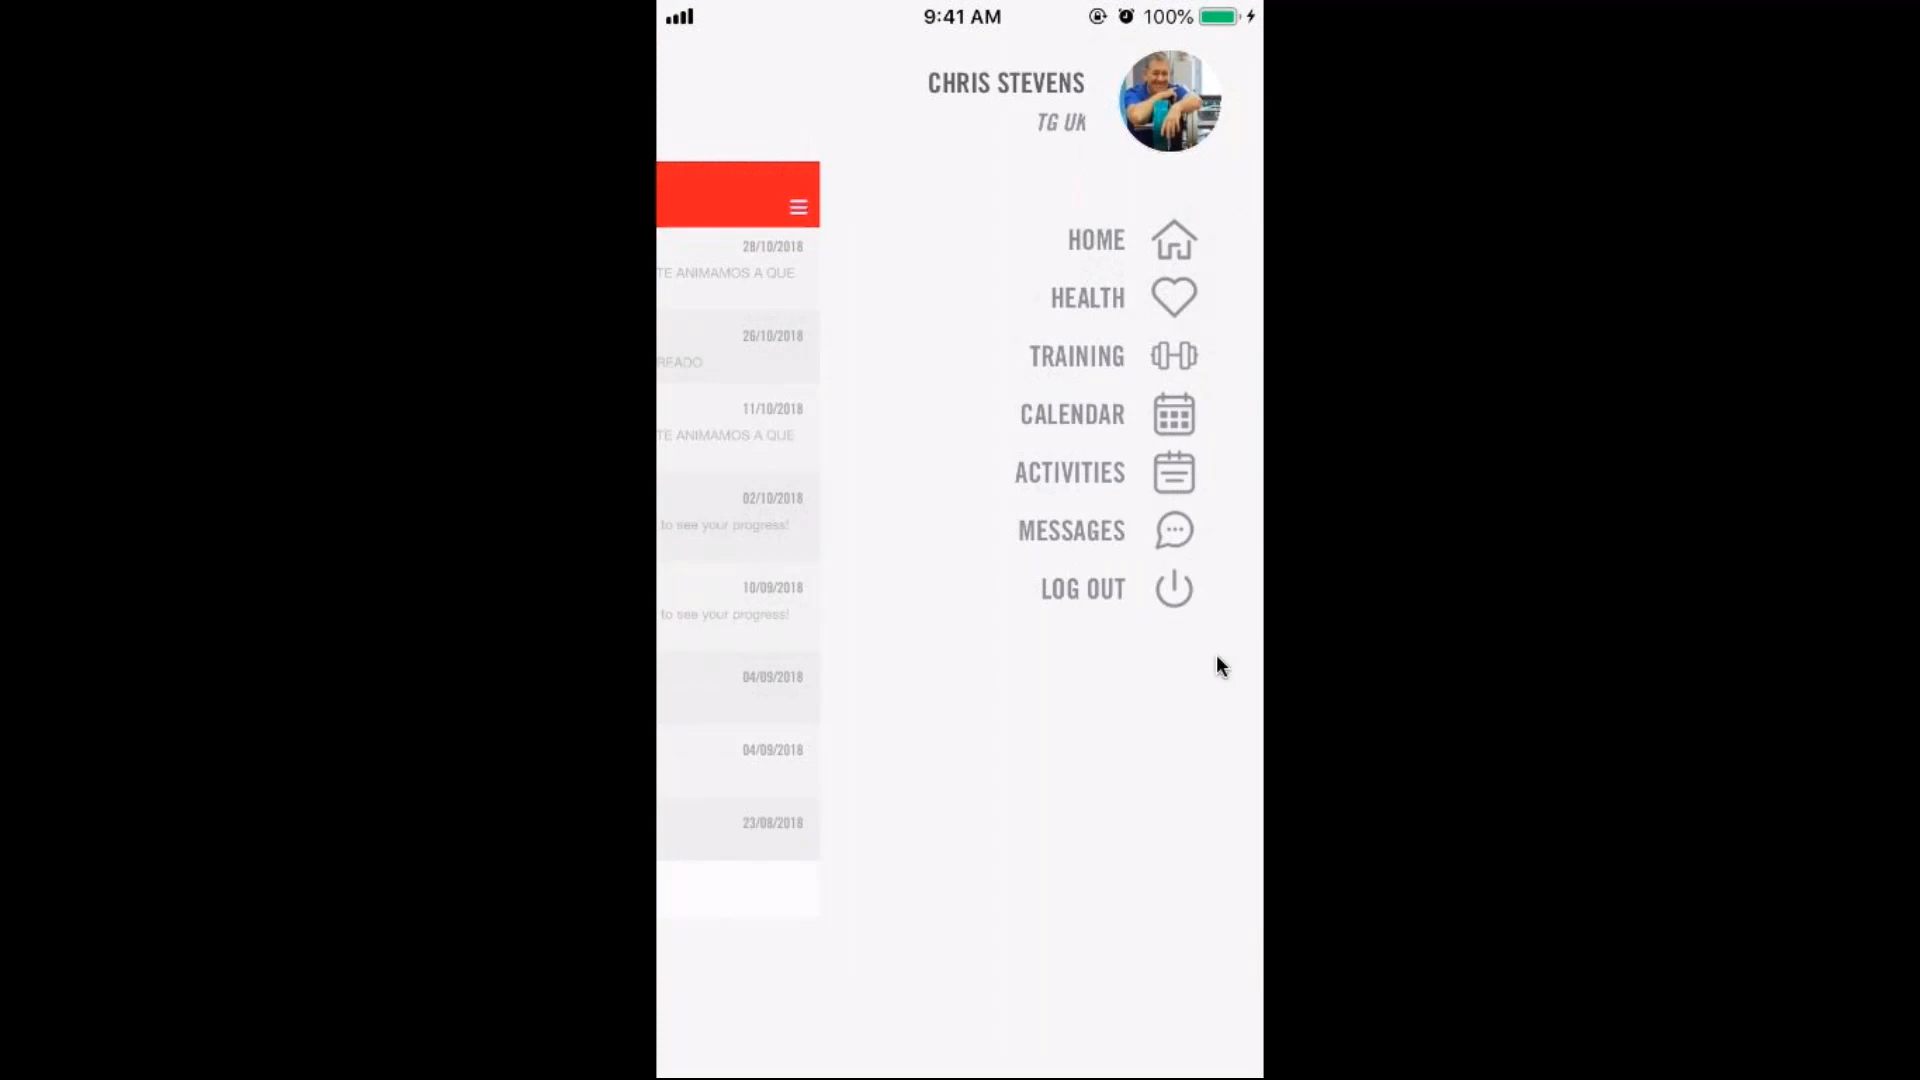 9:41 AM
100%
CHRIS STEVENS
TG UK
HOME
HEALTH
TRAINING
CALENDAR
ACTIVITIES
MESSAGES
LOG OUT
28/10/2018
TE ANIMAMOS A QUE
26/10/2018
READO
11/10/2018
TE ANIMAMOS A QUE
02/10/2018
to see your progress!
10/09/2018
to see your progress!
04/09/2018
04/09/2018
23/08/2018